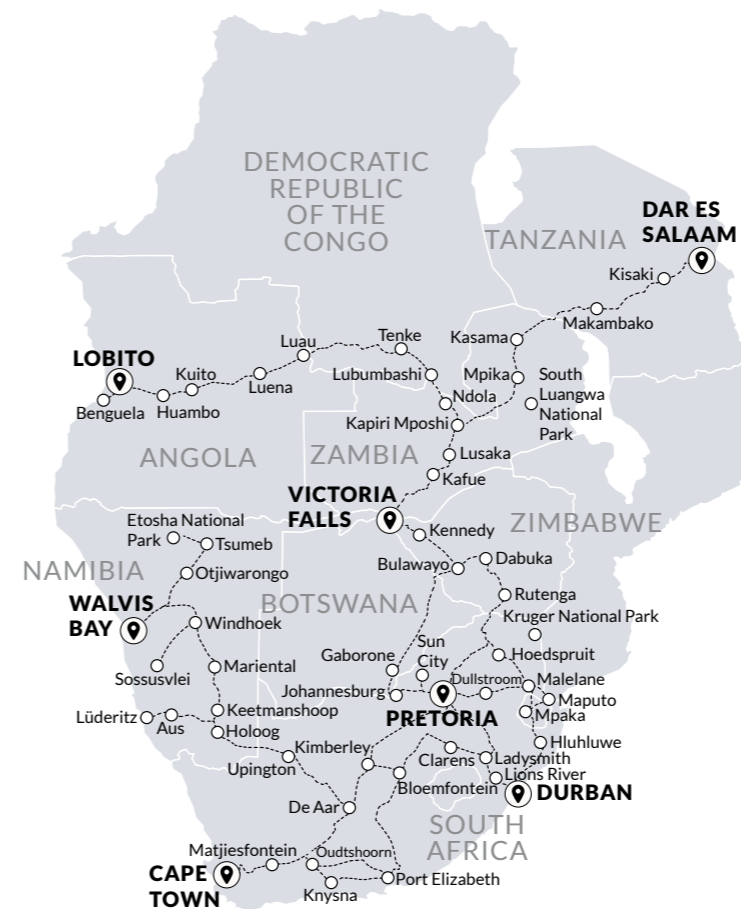 DEMOCRATIC
REPUBLIC
OF THE
CONGO
DAR ES
SALAAM
TANZANIA
Kisaki
Makambako
Kasama
Luau
Tenke
LOBITO
Kuito
Luena
Lubumbashi
Mpika
South
Luangwa
National
Park
Benguela
Huambo
Ndola
Kapiri Mposhi
ANGOLA
ZAMBIA
Lusaka
Kafue
VICTORIA
FALLS
Etosha National
Park
Tsumeb
Kennedy
ZIMBABWE
NAMIBIA
Otjiwarongo
Bulawayo
Dabuka
WALVIS
BAY
BOTSWANA
Rutenga
Windhoek
Kruger National Park
Sossusvlei
Mariental
Gaborone
Sun
City
Hoedspruit
Johannesburg
Dullstroom
Malelane
Lüderitz
Aus
Keetmanshoop
PRETORIA
Maputo
Mpaka
Holoog
Kimberley
Hluhluwe
Upington
Clarens
Ladysmith
Bloemfontein
Lions River
De Aar
DURBAN
SOUTH
AFRICA
Matjiesfontein
Oudtshoorn
CAPE
TOWN
Knysna
Port Elizabeth